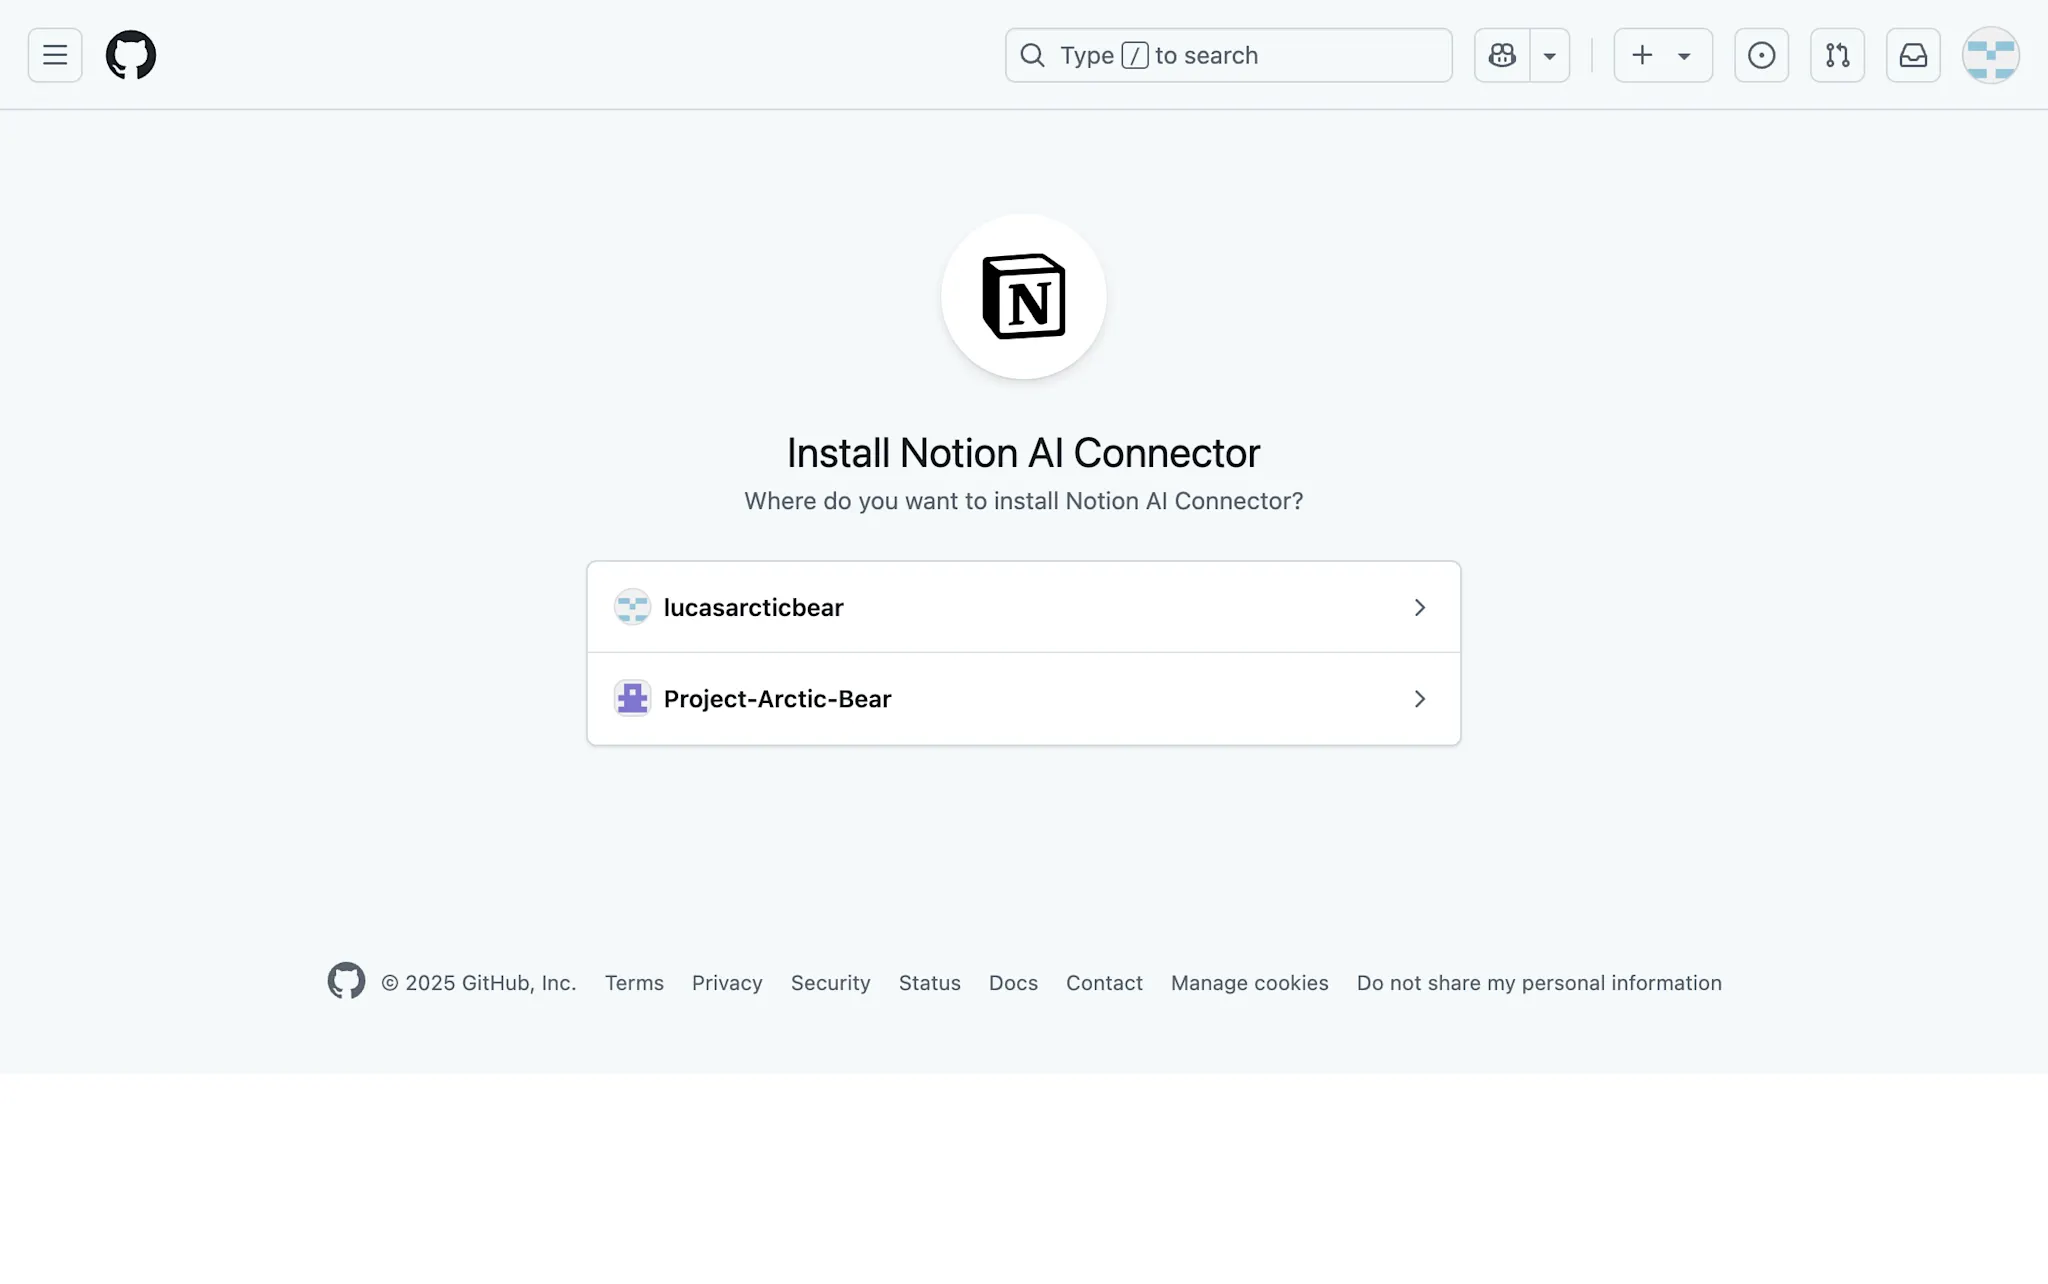 Type / to search
N
Install Notion AI Connector
Where do you want to install Notion AI Connector?
lucasarcticbear
Project-Arctic-Bear
© 2025 GitHub, Inc. Terms Privacy Security Status Docs Contact Manage cookies Do not share my personal information